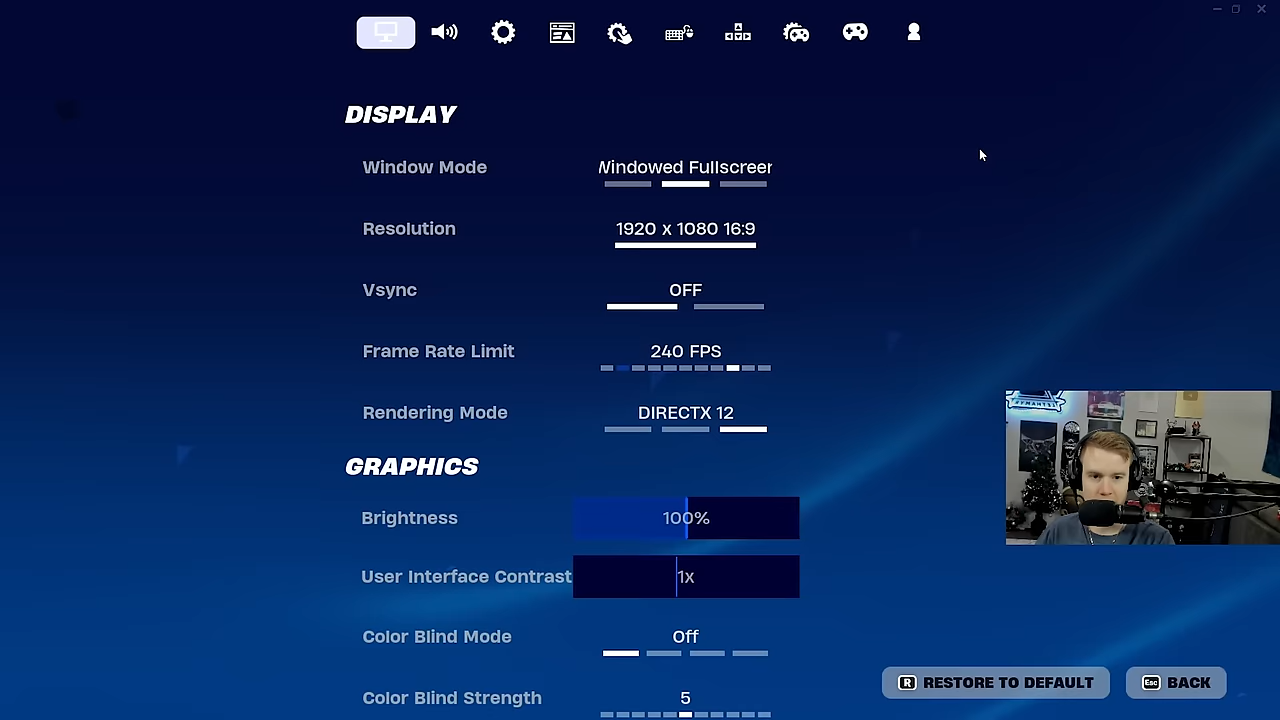 DISPLAY
Window Mode
Windowed Fullscreen
Resolution
1920 x 1080 16:9
Vsync
OFF
Frame Rate Limit
240 FPS
Rendering Mode
DIRECTX 12
GRAPHICS
Brightness
100%
User Interface Contrast
1x
Color Blind Mode
Off
Color Blind Strength
5
R RESTORE TO DEFAULT
Esc BACK